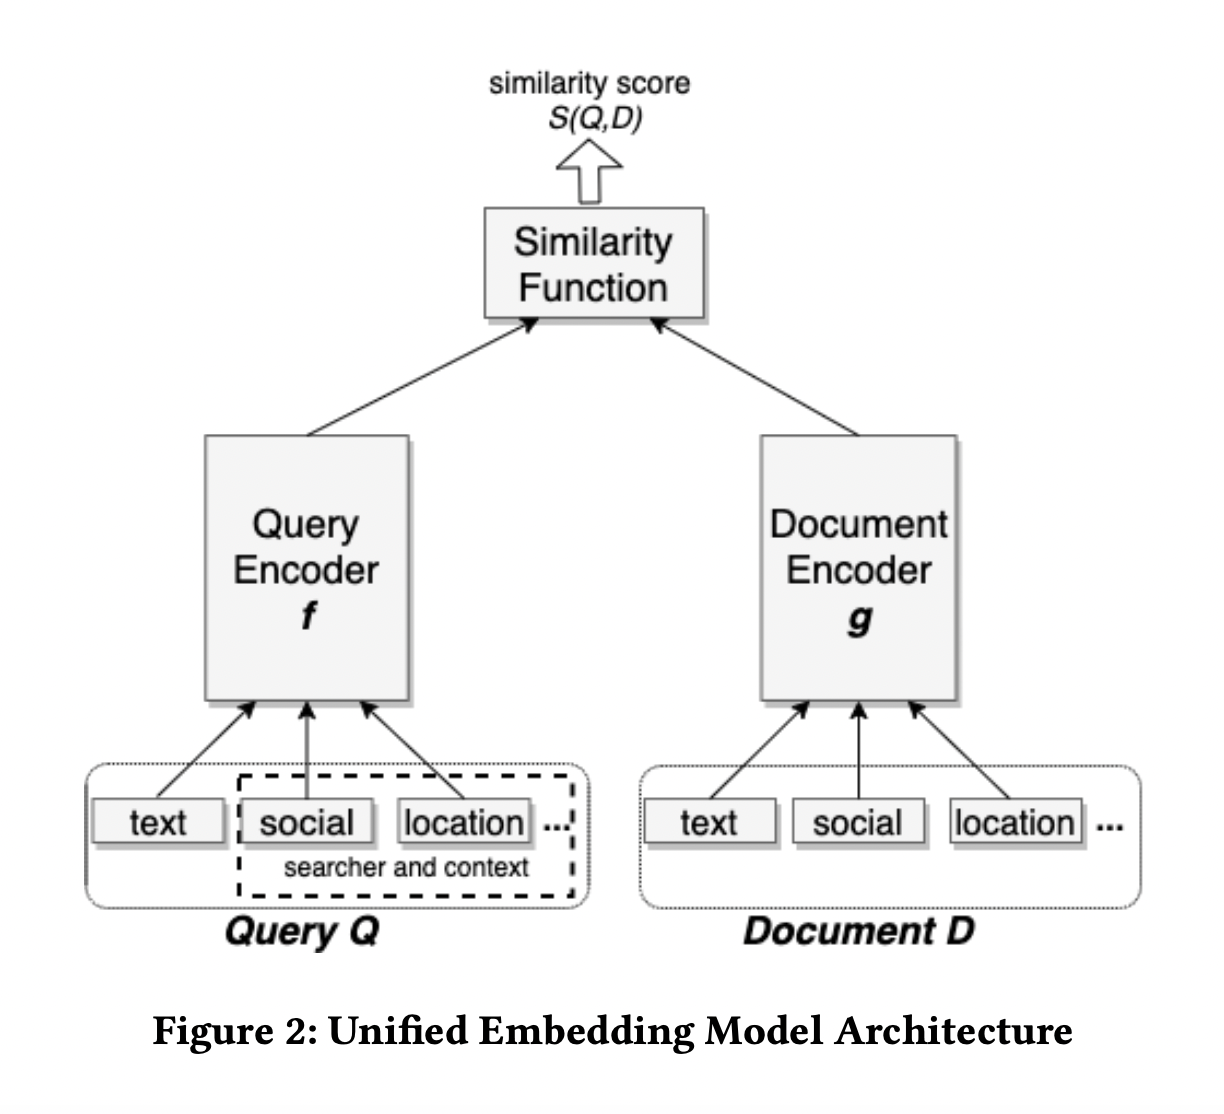 similarity score
S(Q,D)
Similarity
Function
Query
Encoder
f
Document
Encoder
g
text
social
location
...
searcher and context
Query Q
text
social
location
...
Document D
Figure 2: Unified Embedding Model Architecture